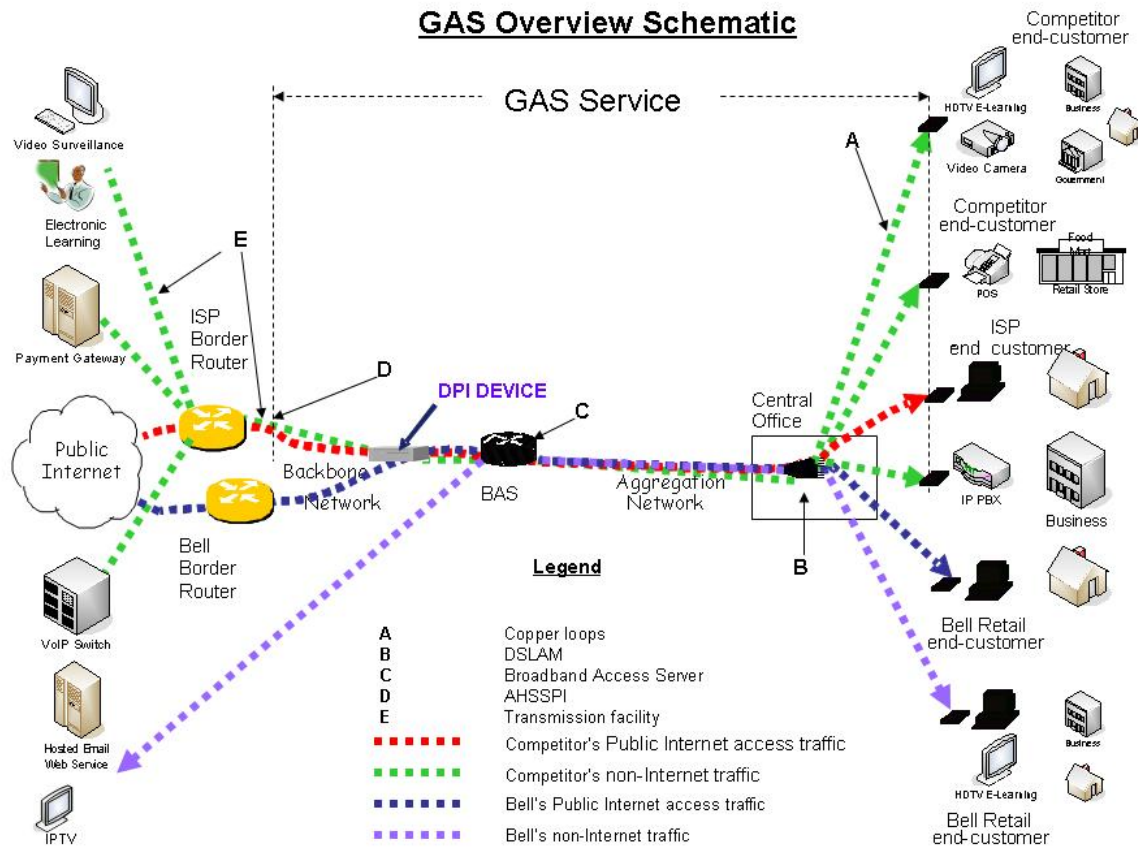 GAS Overview Schematic
Competitor
end-customer
GAS Service
HDTV E-Learning
Business
Video Surveillance
A
Video Camera
Government
Electronic
Learning
E
Competitor
end-customer
Food
Mart
POS
Retail Store
ISP
Border
Router
Payment Gateway
ISP
end customer
D
DPI DEVICE
C
Central
Office
Public
Internet
Backbone
Network
BAS
Aggregation
Network
IP PBX
Business
Bell
Border
Router
B
Legend
VoIP Switch
A Copper loops
B DSLAM
C Broadband Access Server
D AHSSPI
E Transmission facility
Bell Retail
end-customer
Hosted Email
Web Service
Competitor's Public Internet access traffic
Competitor's non-Internet traffic
Bell's Public Internet access traffic
Bell's non-Internet traffic
Business
HDTV E-Learning
IPTV
Bell Retail
end-customer